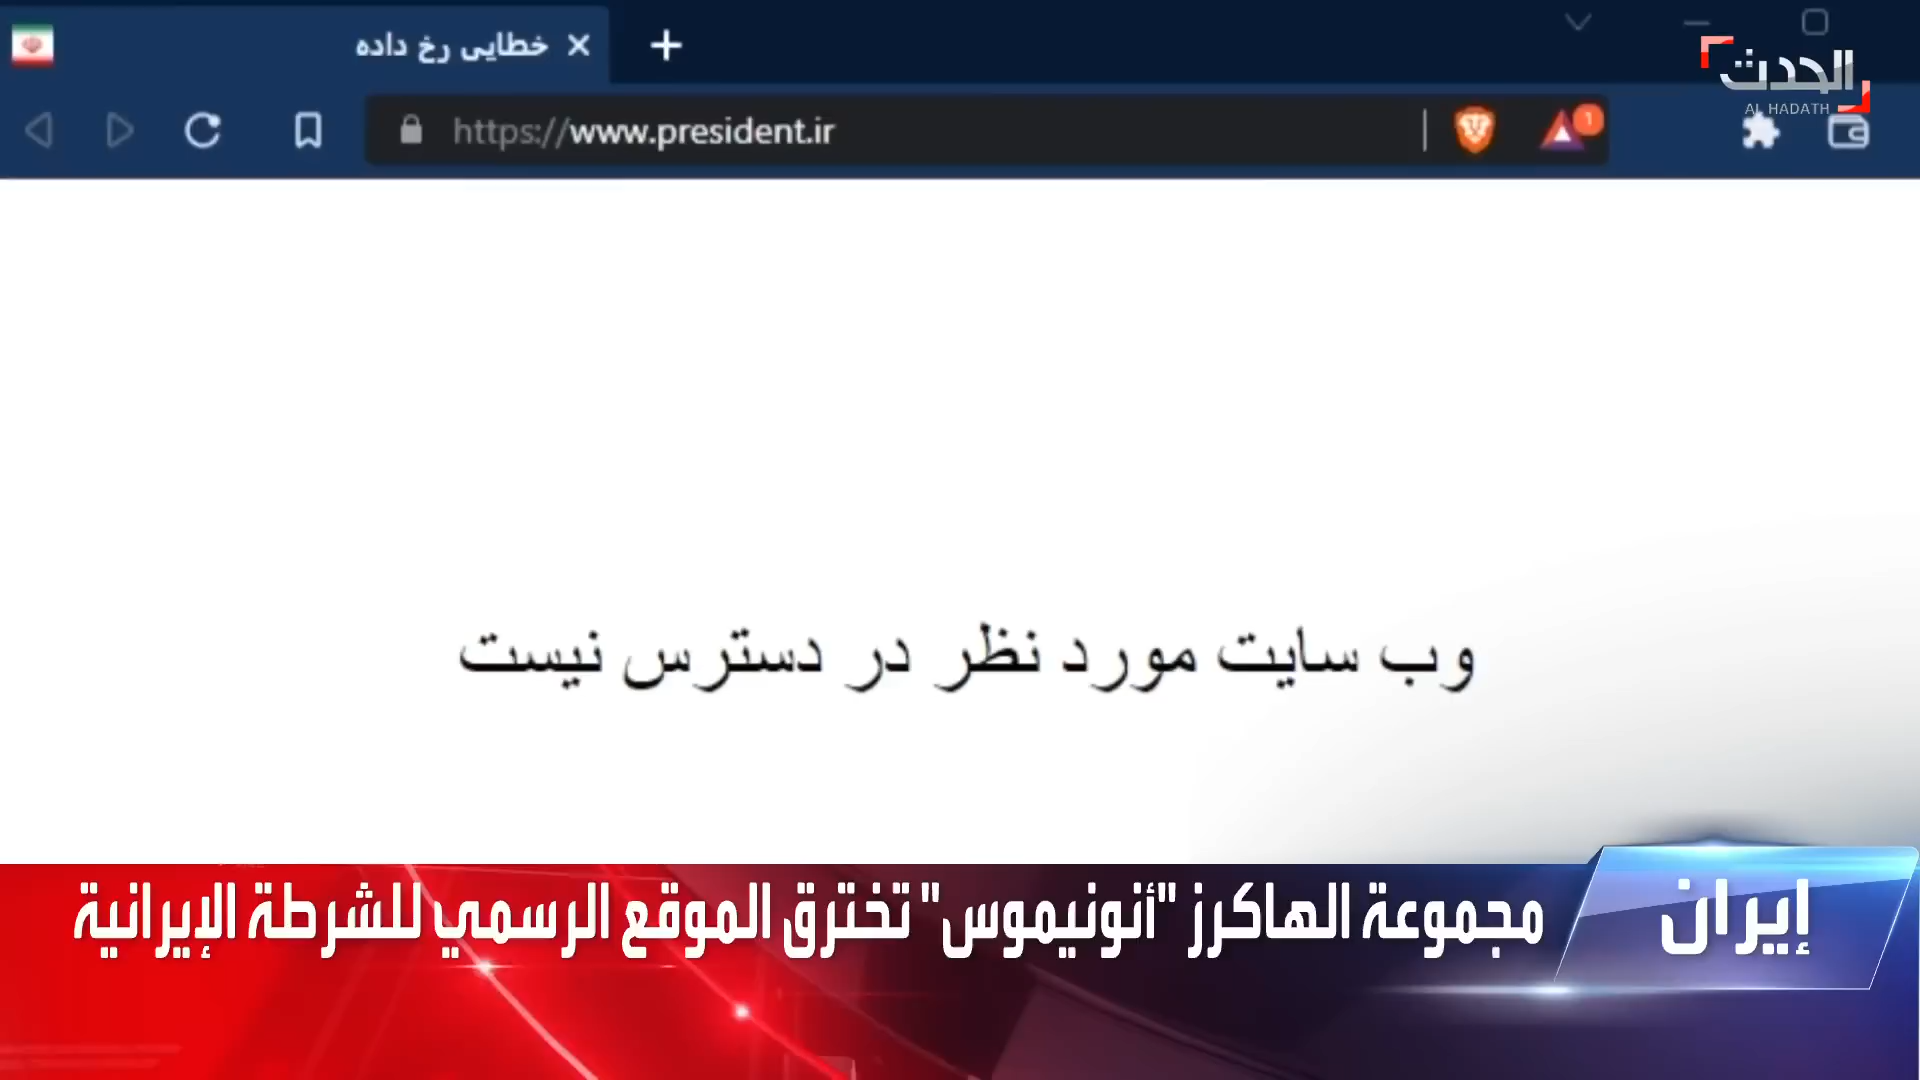 خطایی رخ داده
الحدث
AL HADATH
https://www.president.ir
1
وب سایت مورد نظر در دسترس نیست
إيران
مجموعة الهاكرز "أنونيموس" تخترق الموقع الرسمي للشرطة الإيرانية